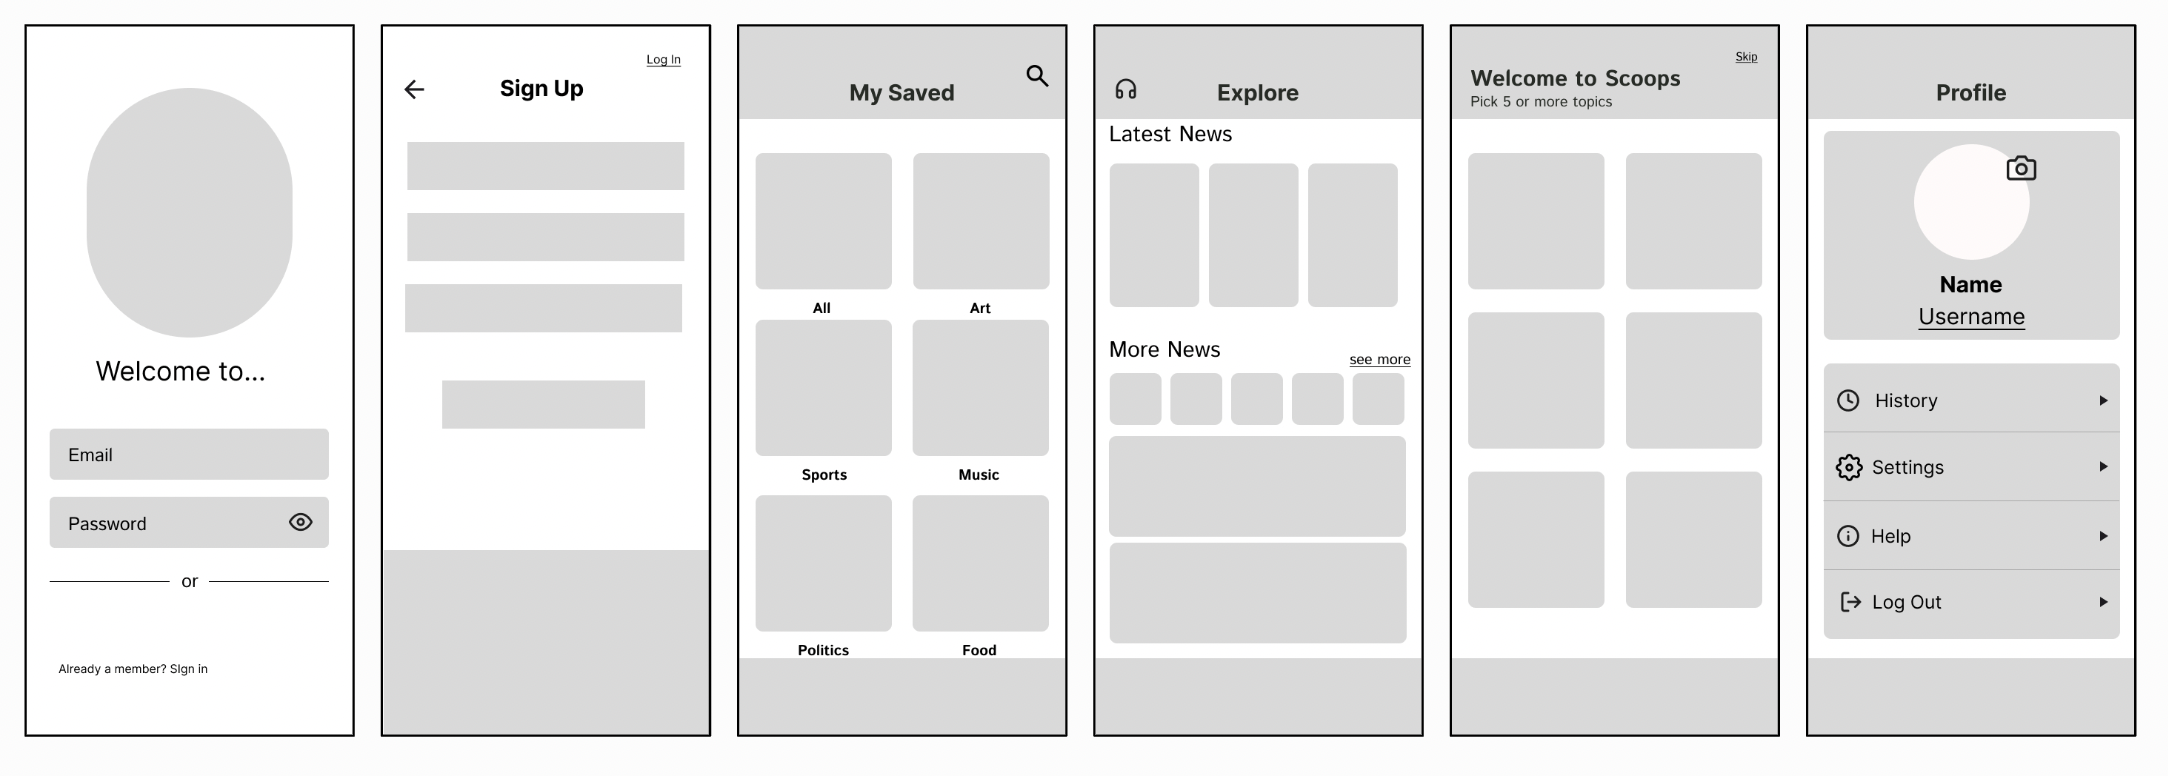 Welcome to...
Email
Password
or
Already a member? SIgn in
Log In
Sign Up
My Saved
All
Art
Sports
Music
Politics
Food
Explore
Latest News
More News
see more
Skip
Welcome to Scoops
Pick 5 or more topics
Profile
Name
Username
History
Settings
Help
Log Out